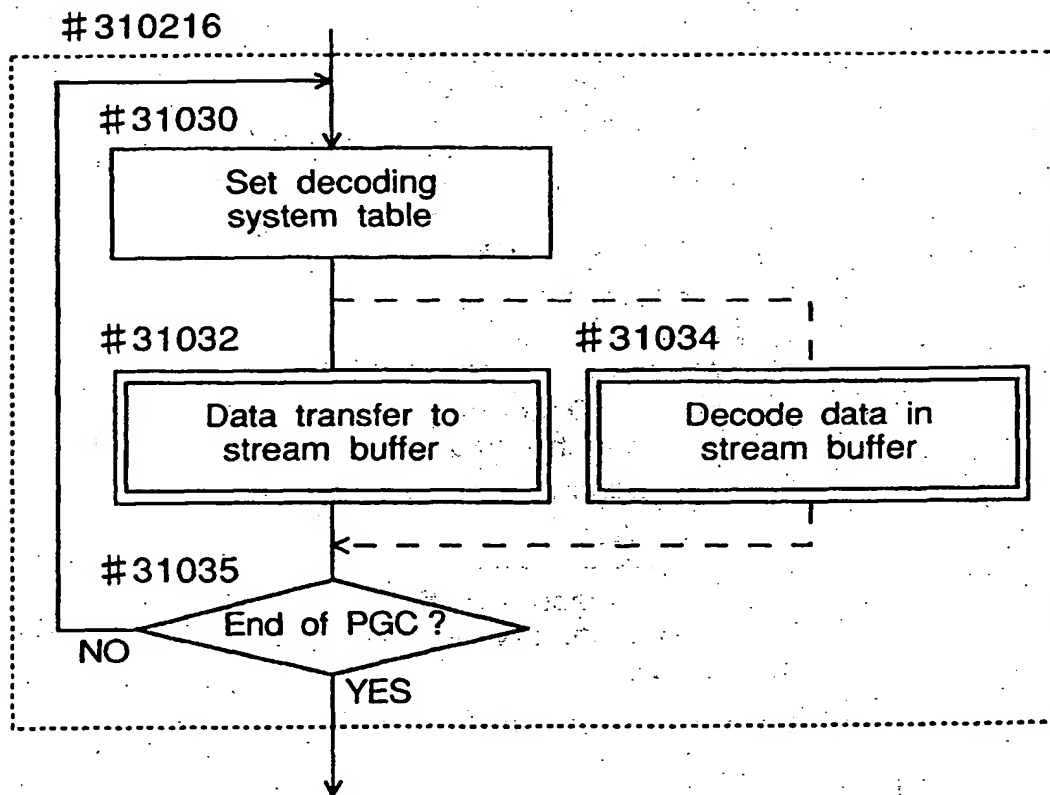 #310216
#31030
Set decoding
system table
#31032
#31034
Data transfer to
stream buffer
Decode data in
stream buffer
#31035
End of PGC?
NO
YES